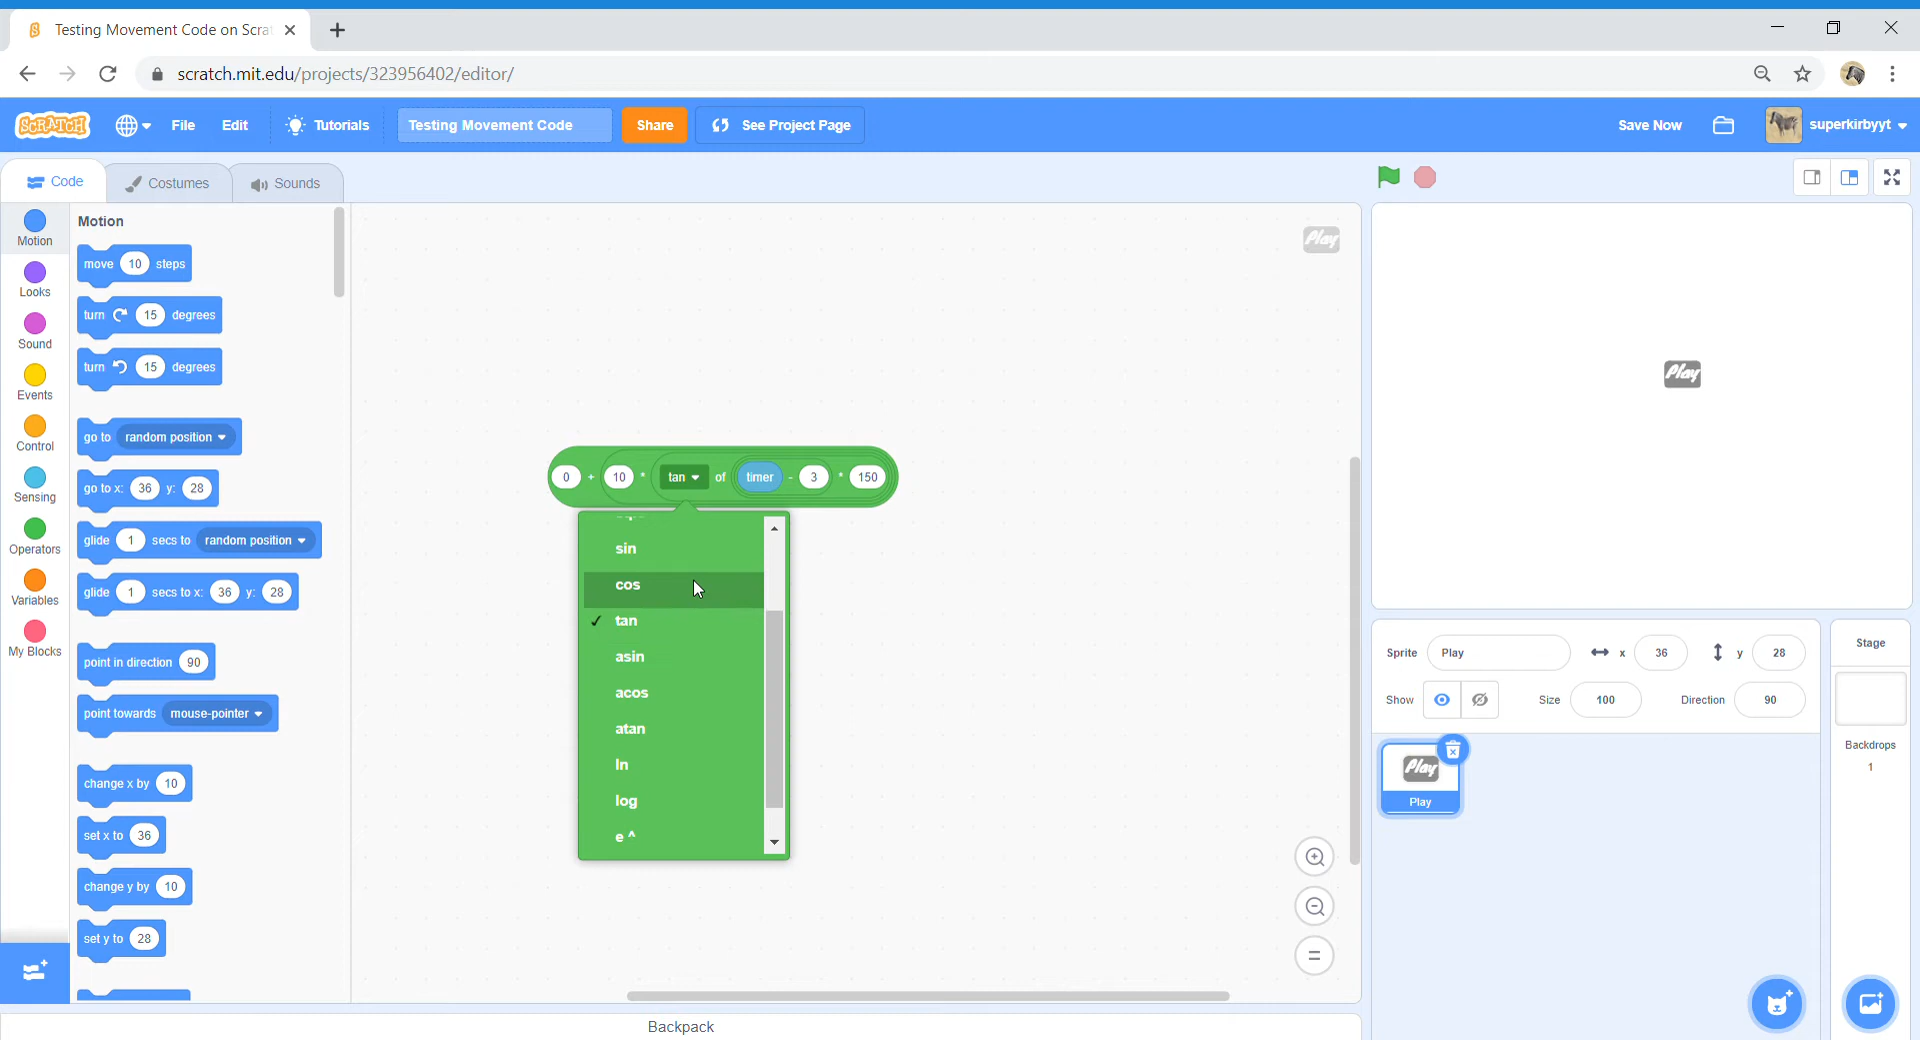 Testing Movement Code on Scra
scratch.mit.edu/projects/323956402/editor/
SCRATCH
File
Edit
Tutorials
Testing Movement Code
Share
See Project Page
Save Now
superkirbyyt
Code
Costumes
Sounds
Motion
Looks
Sound
Events
Control
Sensing
Operators
Variables
My Blocks
Motion
move 10 steps
turn 15 degrees
turn 15 degrees
go to random position
go to x: 36 y: 28
glide 1 secs to random position
glide 1 secs to x: 36 y: 28
point in direction 90
point towards mouse-pointer
change x by 10
set x to 36
change y by 10
set y to 28
Play
0 + 10 * tan of timer - 3 * 150
sin
cos
✓ tan
asin
acos
atan
ln
log
e ^
Backpack
Play
Sprite Play x 36 y 28
Show Size 100 Direction 90
Play
Play
Stage
Backdrops
1